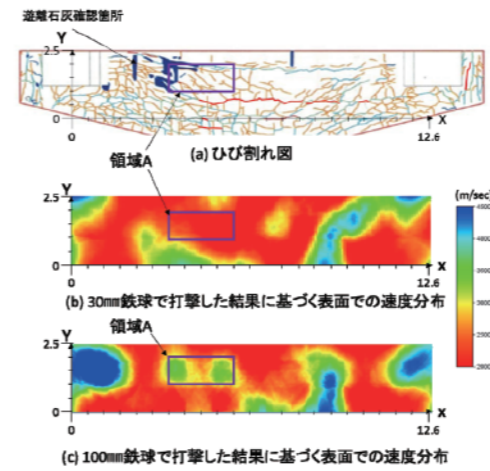 遊離石灰確認箇所
Y
2.5
0
X
0
12.6
領域A
(a) ひび割れ図
(m/sec)
4900
Y
2.5
0
X
0
12.6
(b) 30㎜鉄球で打撃した結果に基づく表面での速度分布
領域A
Y
2.5
0
X
0
12.6
(c) 100㎜鉄球で打撃した結果に基づく表面での速度分布